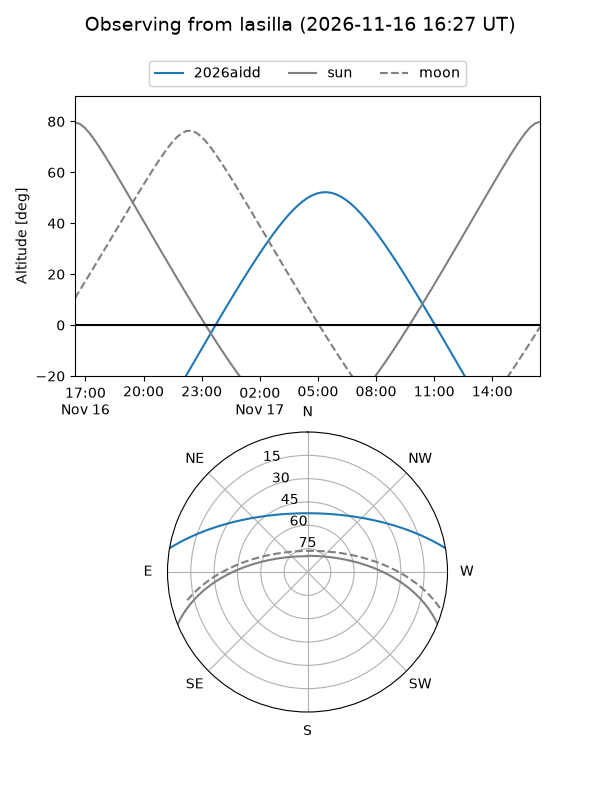 Observing from lasilla (2026-11-16 16:27 UT)
2026aidd sun moon
Altitude [deg]
80
60
40
20
0
−20
17:00 20:00 23:00 02:00 05:00 08:00 11:00 14:00
Nov 16 Nov 17
N
NE NW
15
30
45
60
75
E W
SE SW
S